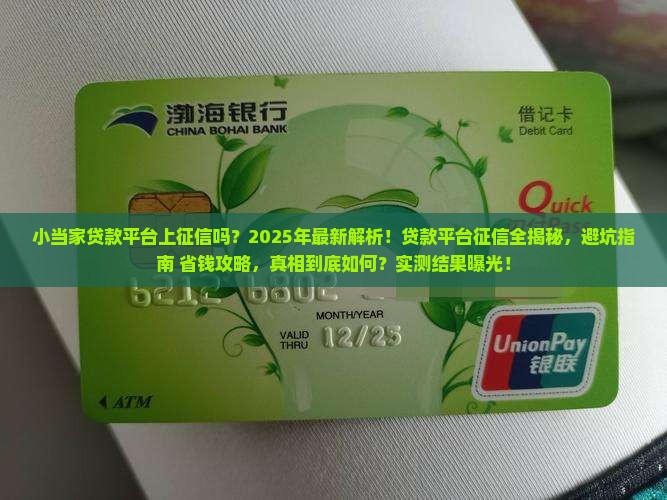 渤海银行
CHINA BOHAI BANK
借记卡
Debit Card
Quick
Pass
小当家贷款平台上征信吗？2025年最新解析！贷款平台征信全揭秘，避坑指
南 省钱攻略，真相到底如何？实测结果曝光！
MONTH/YEAR
VALID
THRU
12/25
UnionPay
银联
ATM